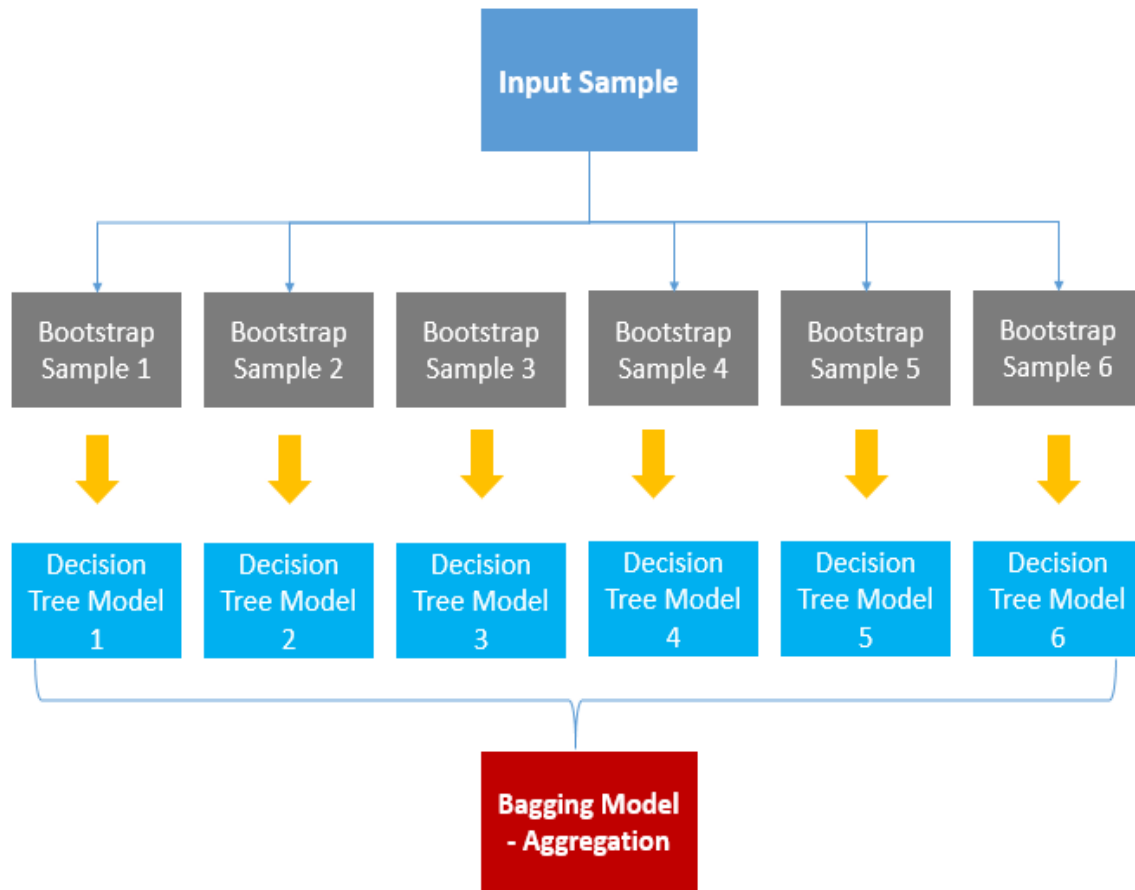 Input Sample
Bootstrap
Sample 1
Bootstrap
Sample 2
Bootstrap
Sample 3
Bootstrap
Sample 4
Bootstrap
Sample 5
Bootstrap
Sample 6
Decision
Tree Model
1
Decision
Tree Model
2
Decision
Tree Model
3
Decision
Tree Model
4
Decision
Tree Model
5
Decision
Tree Model
6
Bagging Model
- Aggregation